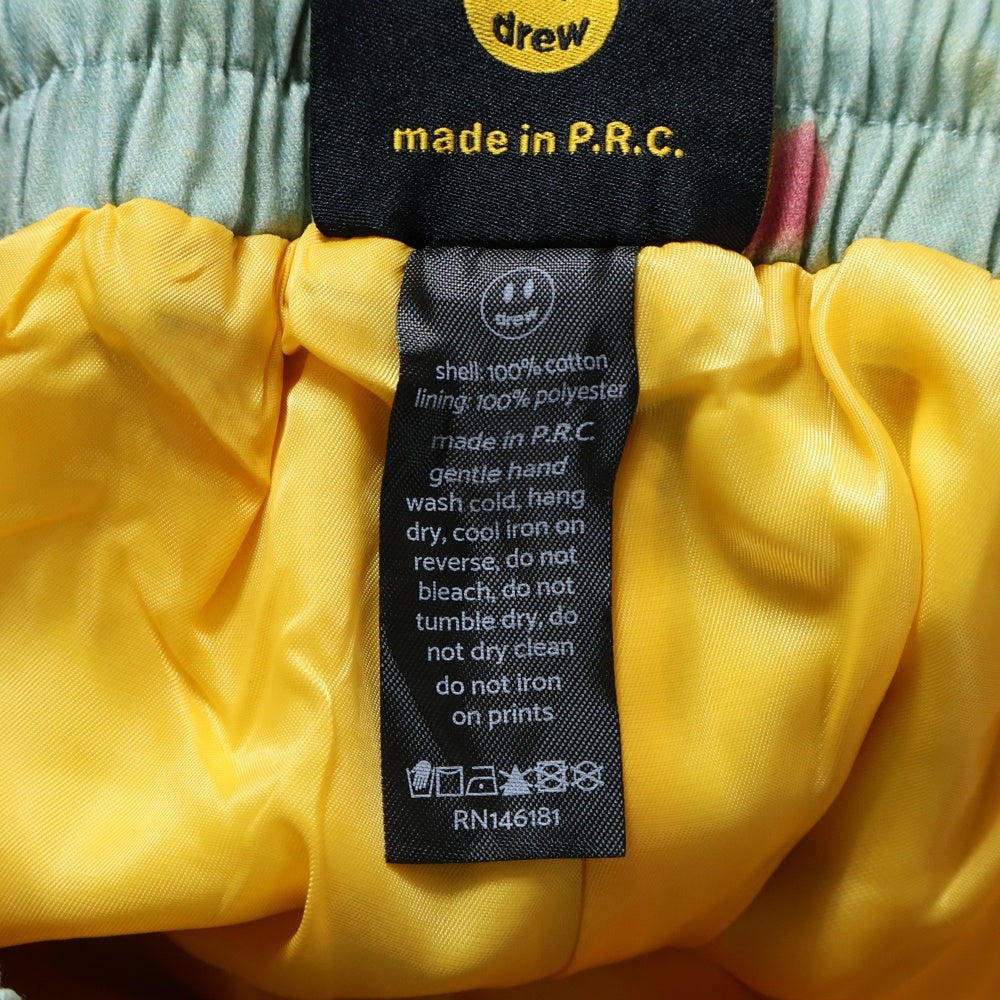 drew
made in P.R.C.
drew
shell: 100% cotton
lining: 100% polyester
made in P.R.C.
gentle hand
wash cold, hang
dry, cool iron on
reverse, do not
bleach, do not
tumble dry, do
not dry clean
do not iron
on prints
RN146181